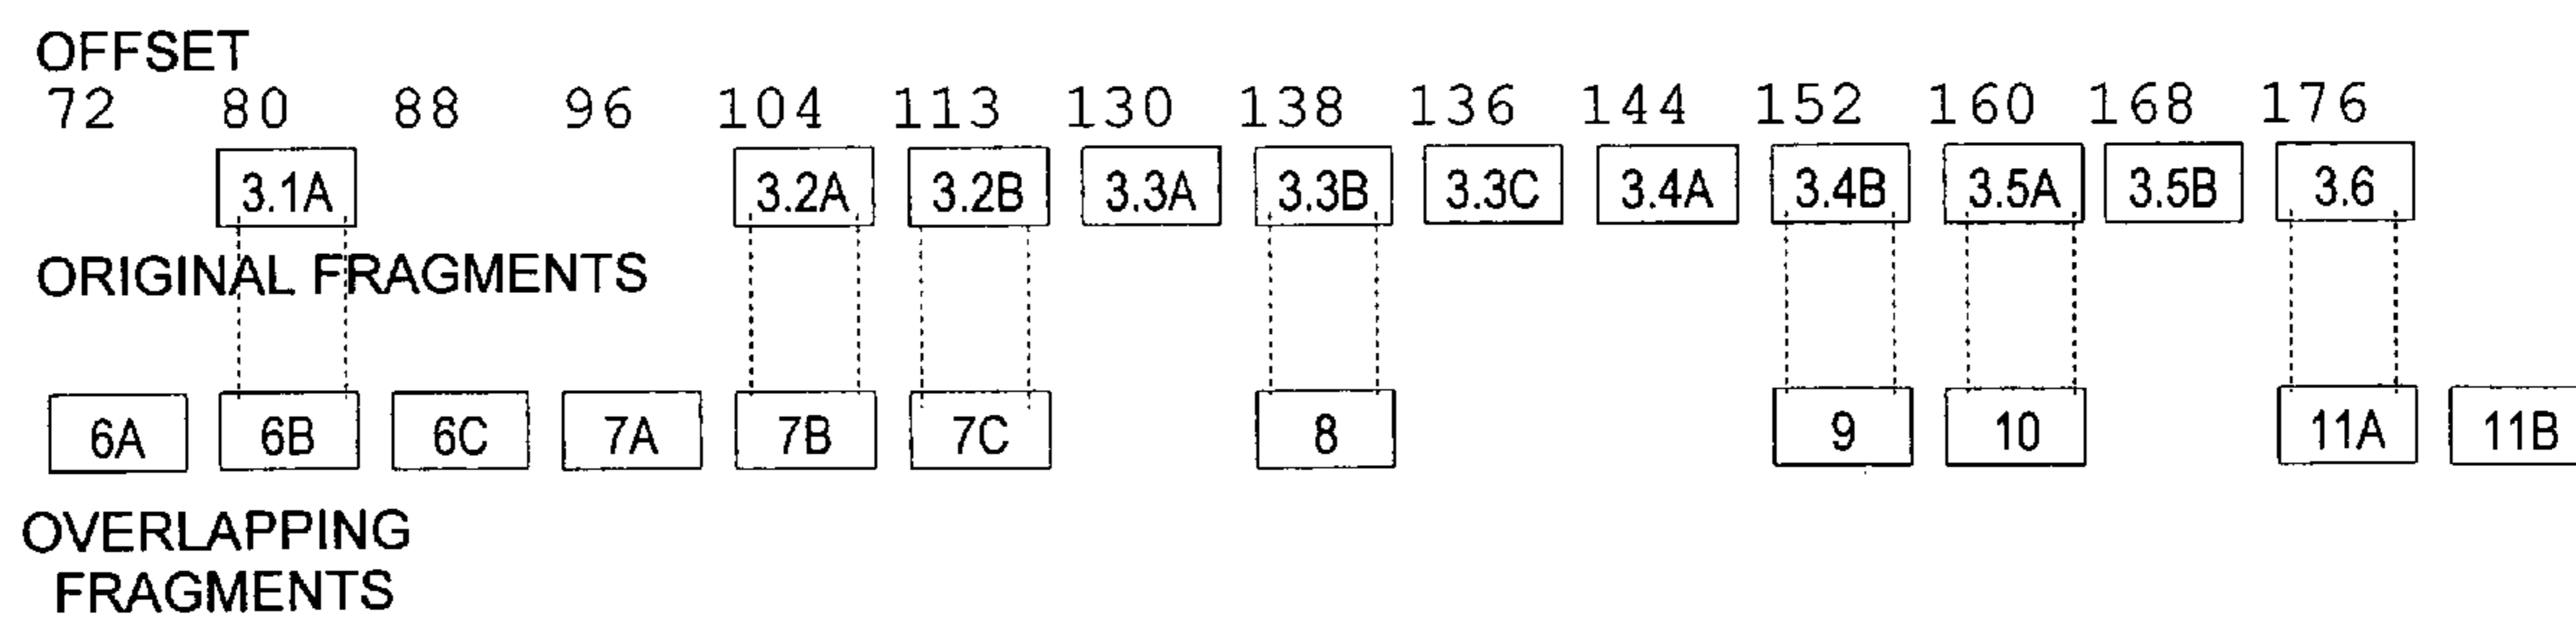 OFFSET
72 80 88 96 104 113 130 138 136 144 152 160 168 176
3.1A 3.2A 3.2B 3.3A 3.3B 3.3C 3.4A 3.4B 3.5A 3.5B 3.6
ORIGINAL FRAGMENTS
6A 6B 6C 7A 7B 7C 8 9 10 11A 11B
OVERLAPPING
FRAGMENTS